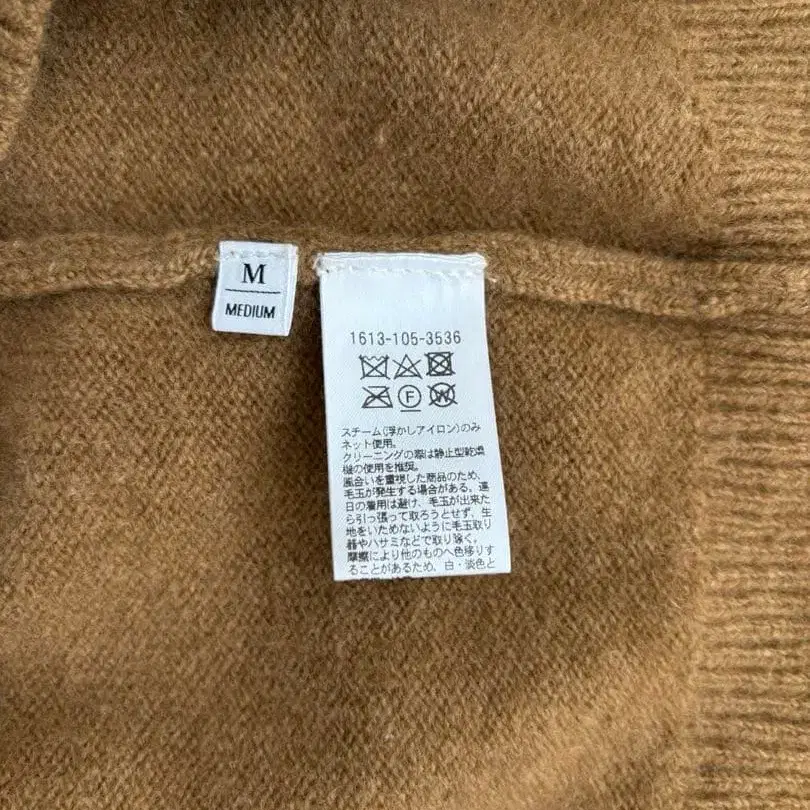 M
MEDIUM
1613-105-3536
スチーム(浮かしアイロン)のみ
ネット使用。
クリーニングの際は静止型乾燥
機の使用を推奨。
風合いを重視した商品のため、
毛玉が発生する場合がある。連
日の着用は避け、毛玉が出来た
ら引っ張って取ろうとせず、生
地をいためないように毛玉取り
器やハサミなどで取り除く。
摩擦により他のものへ色移りす
ることがあるため、白・淡色と